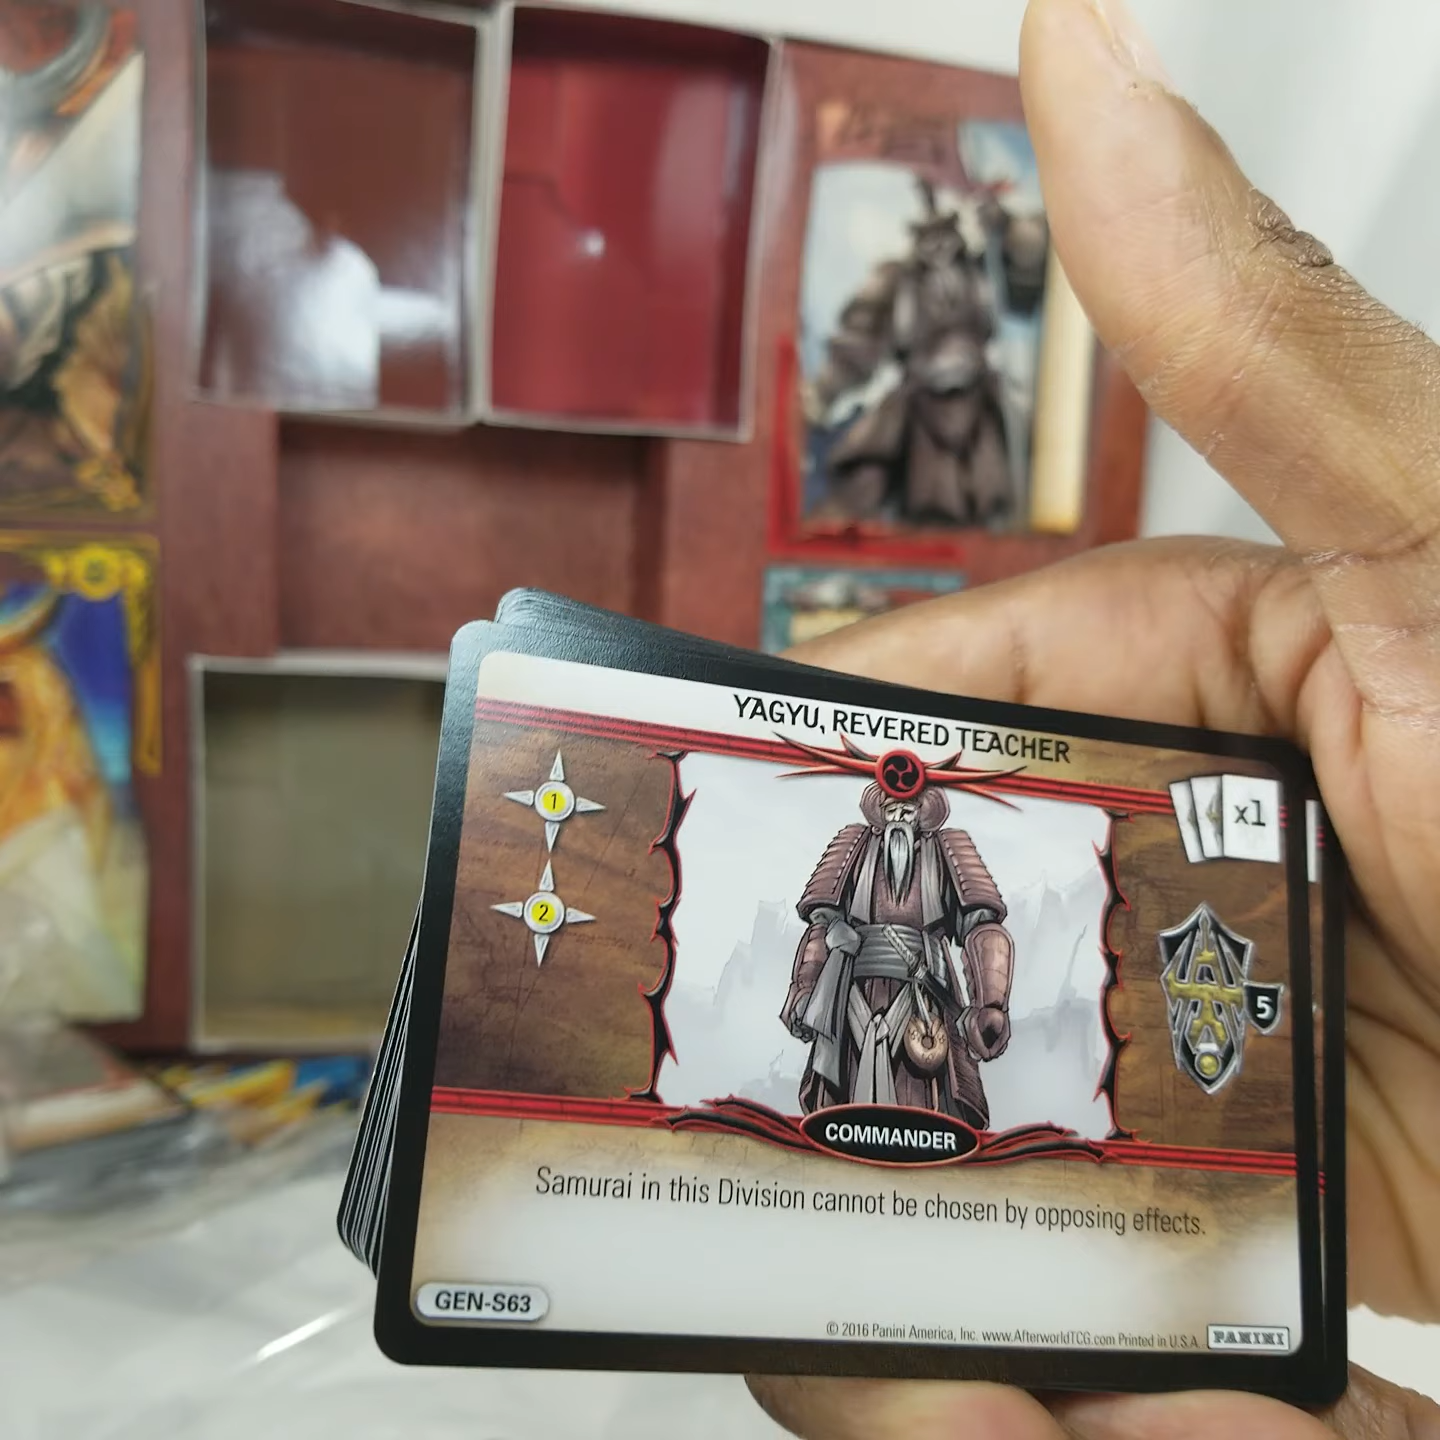 YAGYU, REVERED TEACHER
1
x1
2
5
COMMANDER
Samurai in this Division cannot be chosen by opposing effects.
GEN-S63
© 2016 Panini America, Inc. www.AfterworldTCG.com Printed in U.S.A.
PANINI